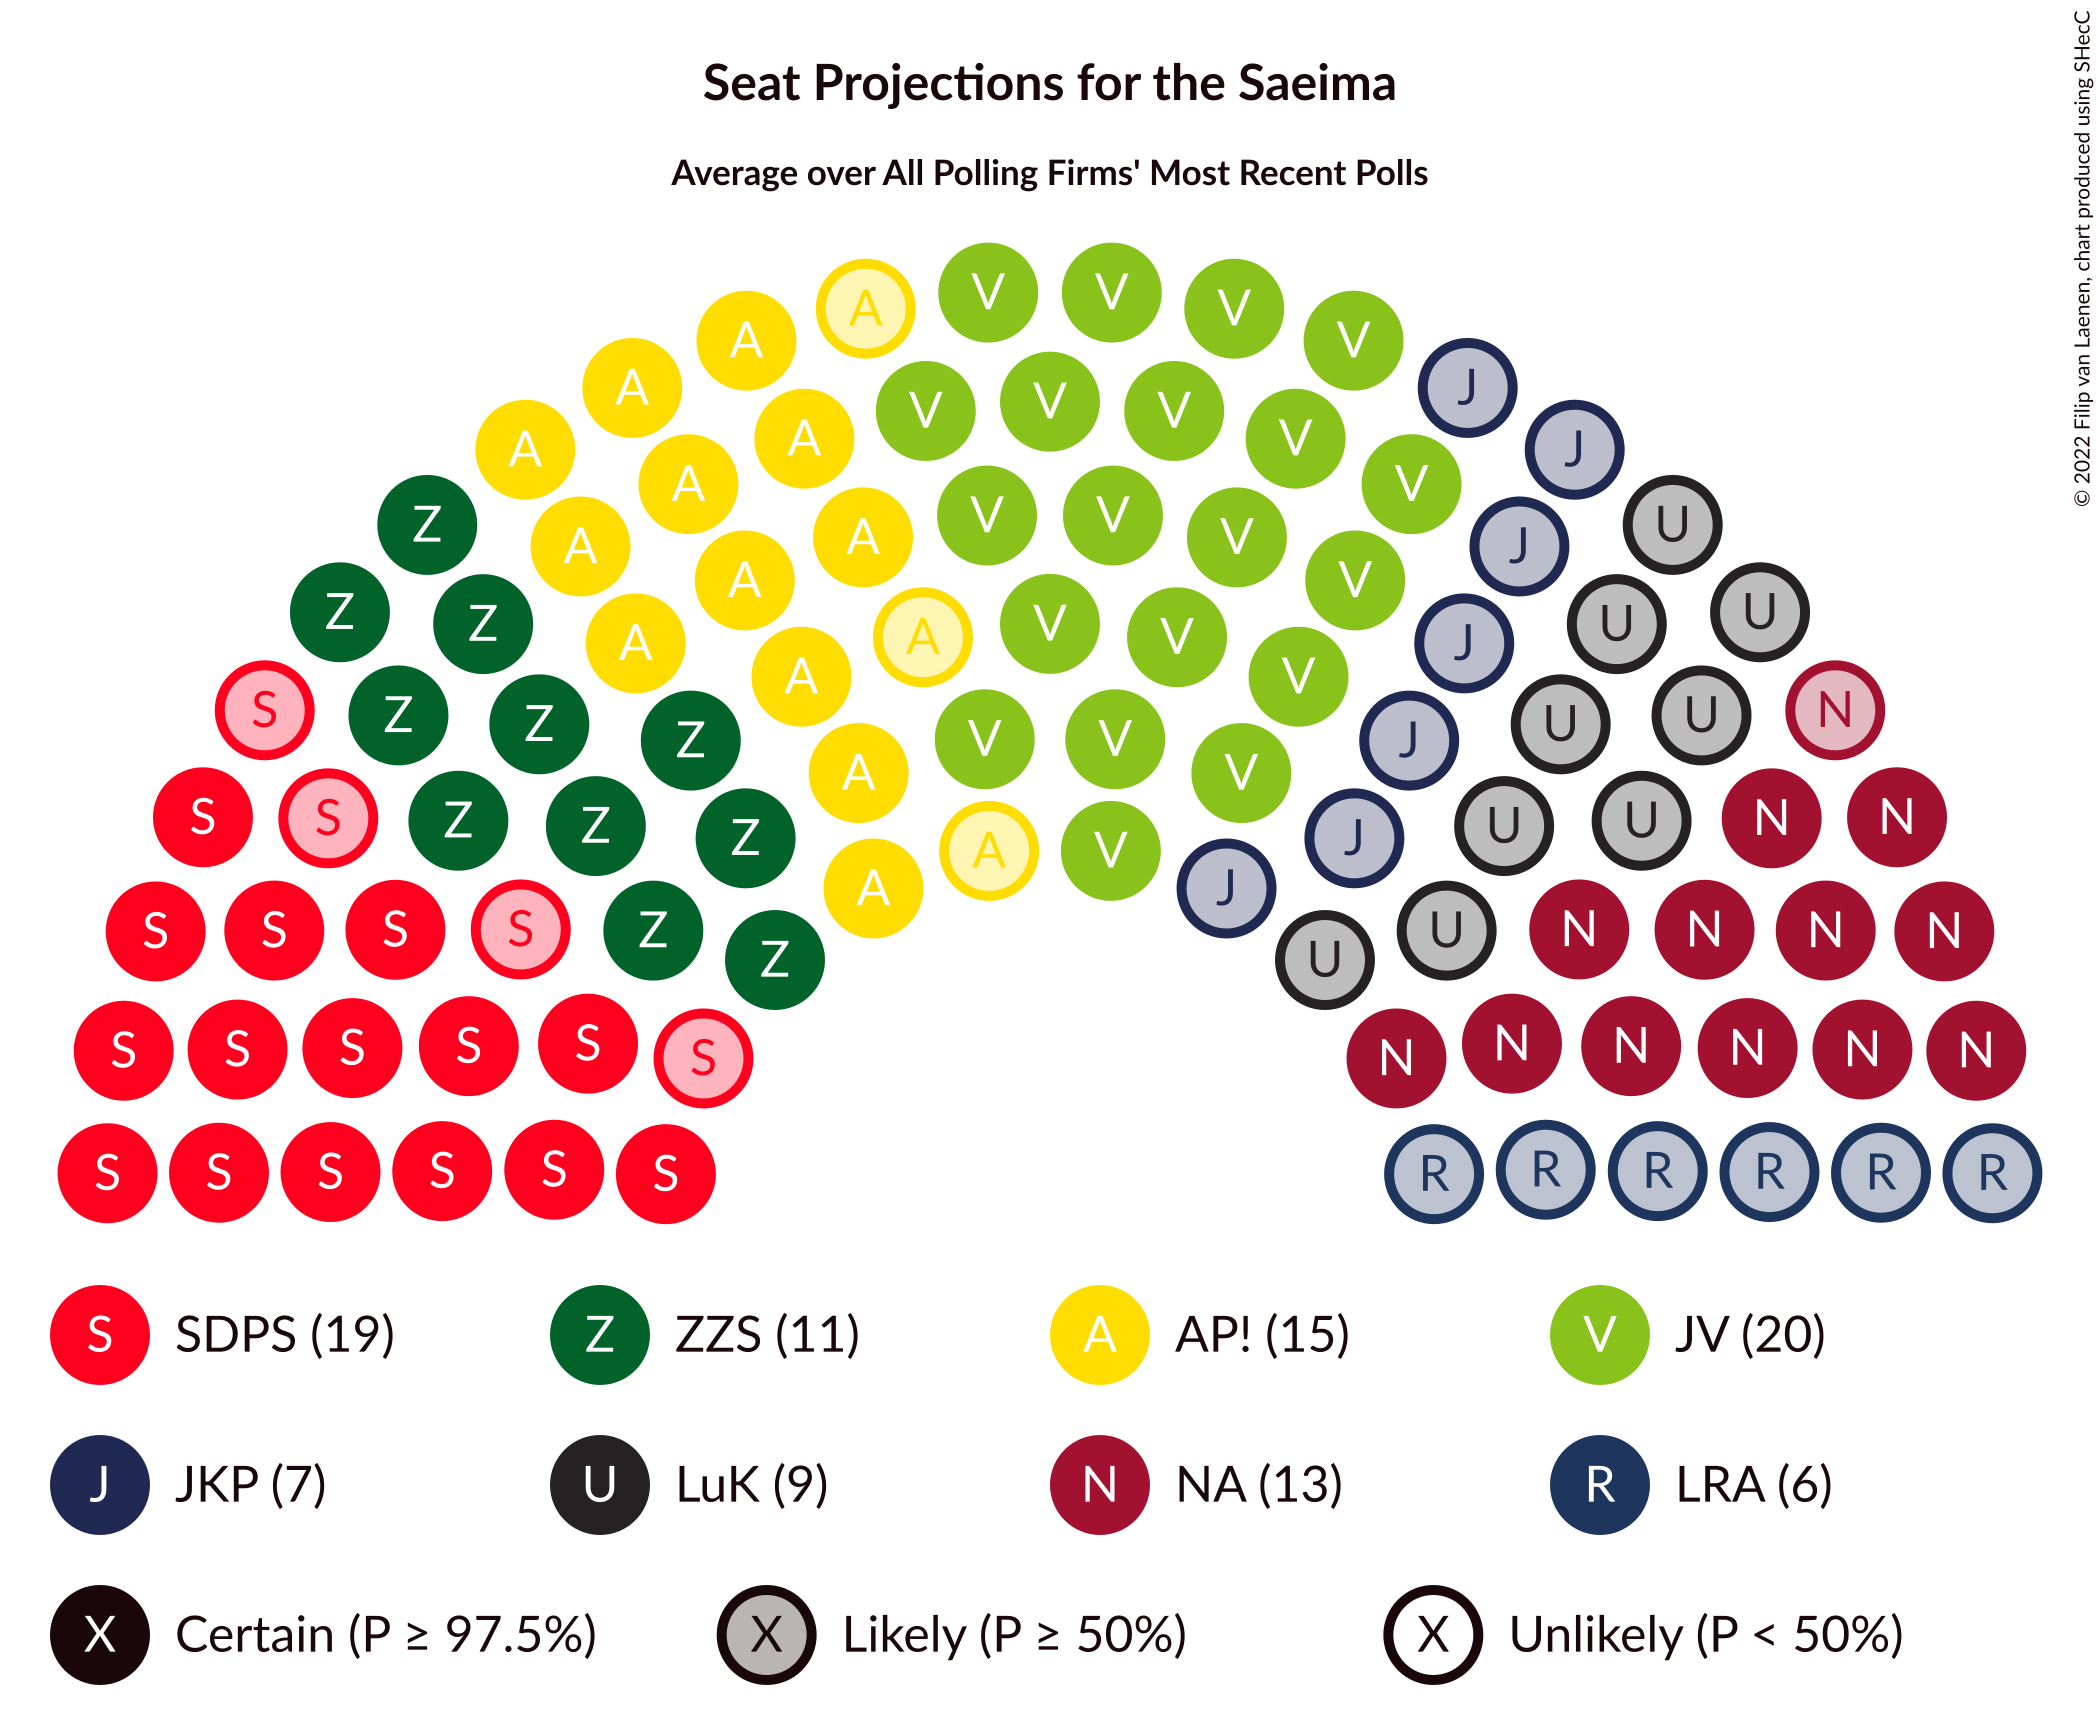 Seat Projections for the Saeima
Average over All Polling Firms' Most Recent Polls
© 2022 Filip van Laenen, chart produced using SHecC
A V V V
A V
A V V V J
A A V J
A V
Z A A V V V J U
A V
Z Z A A V V J U U
A V
S Z Z Z V V J U U N
A V
S S Z Z Z A V J U U N N
A J
S S S S Z Z U U N N N N
S S S S S S N N N N N N
S S S S S S R R R R R R
S SDPS (19) Z ZZS (11) A AP! (15) V JV (20)
J JKP (7) U LuK (9) N NA (13) R LRA (6)
X Certain (P ≥ 97.5%) X Likely (P ≥ 50%) X Unlikely (P < 50%)